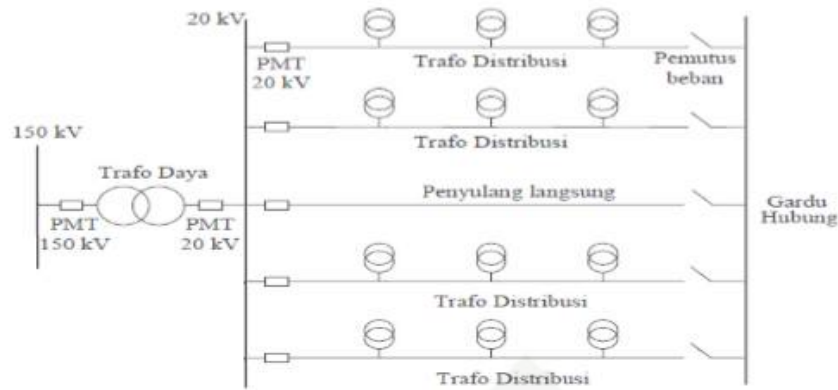 20 kV
PMT
20 kV
Trafo Distribusi
Pemutus
beban
150 kV
Trafo Daya
Trafo Distribusi
PMT
150 kV
PMT
20 kV
Penyulang langsung
Gardu
Hubung
Trafo Distribusi
Trafo Distribusi